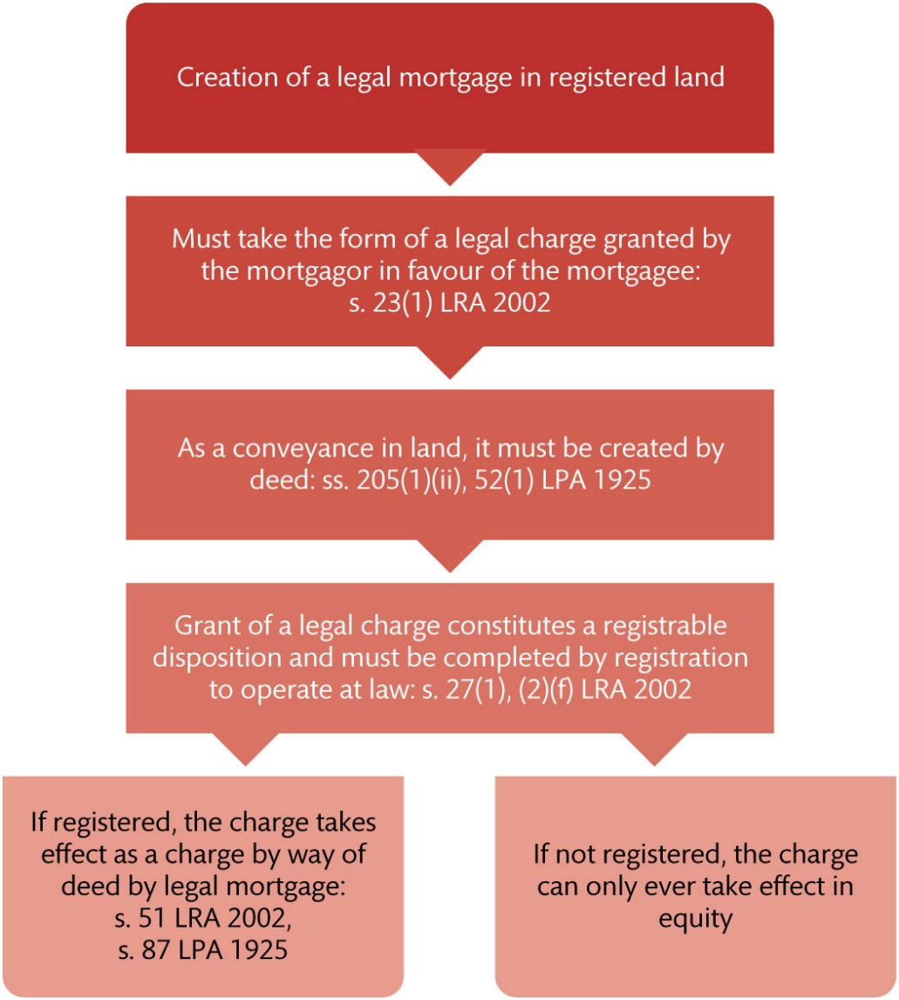 Creation of a legal mortgage in registered land
Must take the form of a legal charge granted by
the mortgagor in favour of the mortgagee:
s. 23(1) LRA 2002
As a conveyance in land, it must be created by
deed: ss. 205(1)(ii), 52(1) LPA 1925
Grant of a legal charge constitutes a registrable
disposition and must be completed by registration
to operate at law: s. 27(1), (2)(f) LRA 2002
If registered, the charge takes
effect as a charge by way of
deed by legal mortgage:
s. 51 LRA 2002,
s. 87 LPA 1925
If not registered, the charge
can only ever take effect in
equity